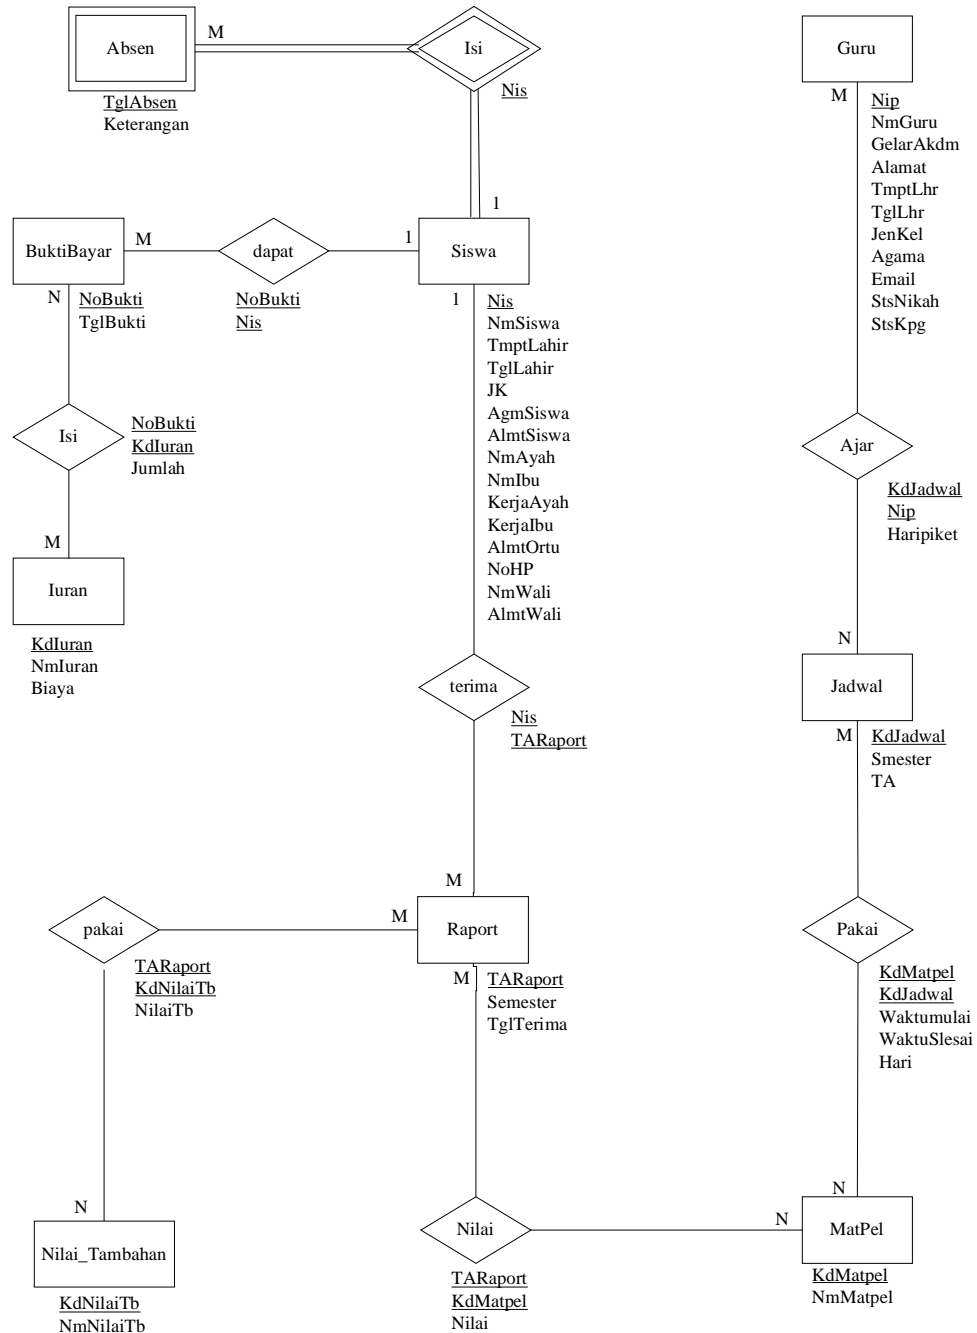 Absen
M
Isi
Guru
TglAbsen
Keterangan
Nis
M
Nip
NmGuru
GelarAkdm
Alamat
TmptLhr
TglLhr
JenKel
Agama
Email
StsNikah
StsKpg
1
BuktiBayar
M
dapat
1
Siswa
N
NoBukti
TglBukti
NoBukti
Nis
1
Nis
NmSiswa
TmptLahir
TglLahir
JK
AgmSiswa
AlmtSiswa
NmAyah
NmIbu
KerjaAyah
KerjaIbu
AlmtOrtu
NoHP
NmWali
AlmtWali
Isi
NoBukti
KdIuran
Jumlah
Ajar
KdJadwal
Nip
Haripiket
M
Iuran
KdIuran
NmIuran
Biaya
N
Jadwal
terima
Nis
TARaport
M
KdJadwal
Smester
TA
M
pakai
M
Raport
Pakai
TARaport
KdNilaiTb
NilaiTb
M
TARaport
Semester
TglTerima
KdMatpel
KdJadwal
Waktumulai
WaktuSlesai
Hari
N
Nilai_Tambahan
Nilai
N
N
MatPel
KdNilaiTb
NmNilaiTb
TARaport
KdMatpel
Nilai
KdMatpel
NmMatpel